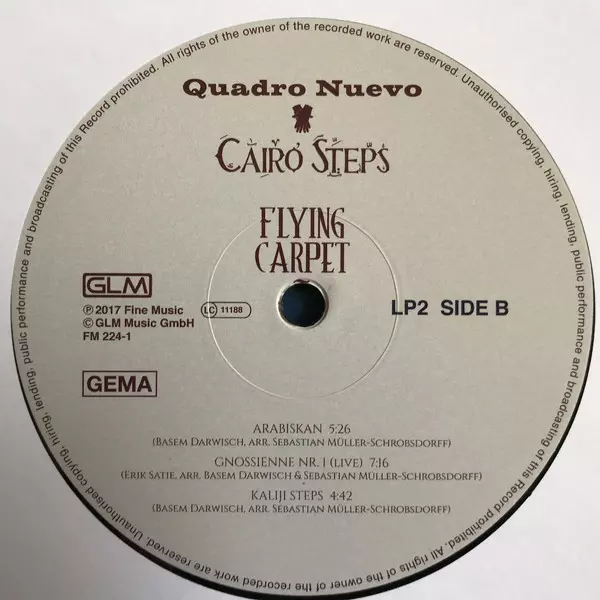 All rights of the owner of the recorded work are reserved. Unauthorised copying, hiring, lending, public performance and broadcasting of this Record prohibited. All rights of the owner of the recorded work are reserved. Unauthorised copying, hiring, lending, public performance and broadcasting of this Record prohibited.
Quadro Nuevo
CAIRO STEPS
FLYING
CARPET
GLM
℗ 2017 Fine Music
© GLM Music GmbH
FM 224-1
LC 11188
LP2 SIDE B
GEMA
ARABISKAN 5:26
(BASEM DARWISCH, ARR. SEBASTIAN MÜLLER-SCHROBSDORFF)
GNOSSIENNE NR. 1 (LIVE) 7:16
(ERIK SATIE, ARR. BASEM DARWISCH & SEBASTIAN MÜLLER-SCHROBSDORFF)
KALIJI STEPS 4:42
(BASEM DARWISCH, ARR. SEBASTIAN MÜLLER-SCHROBSDORFF)